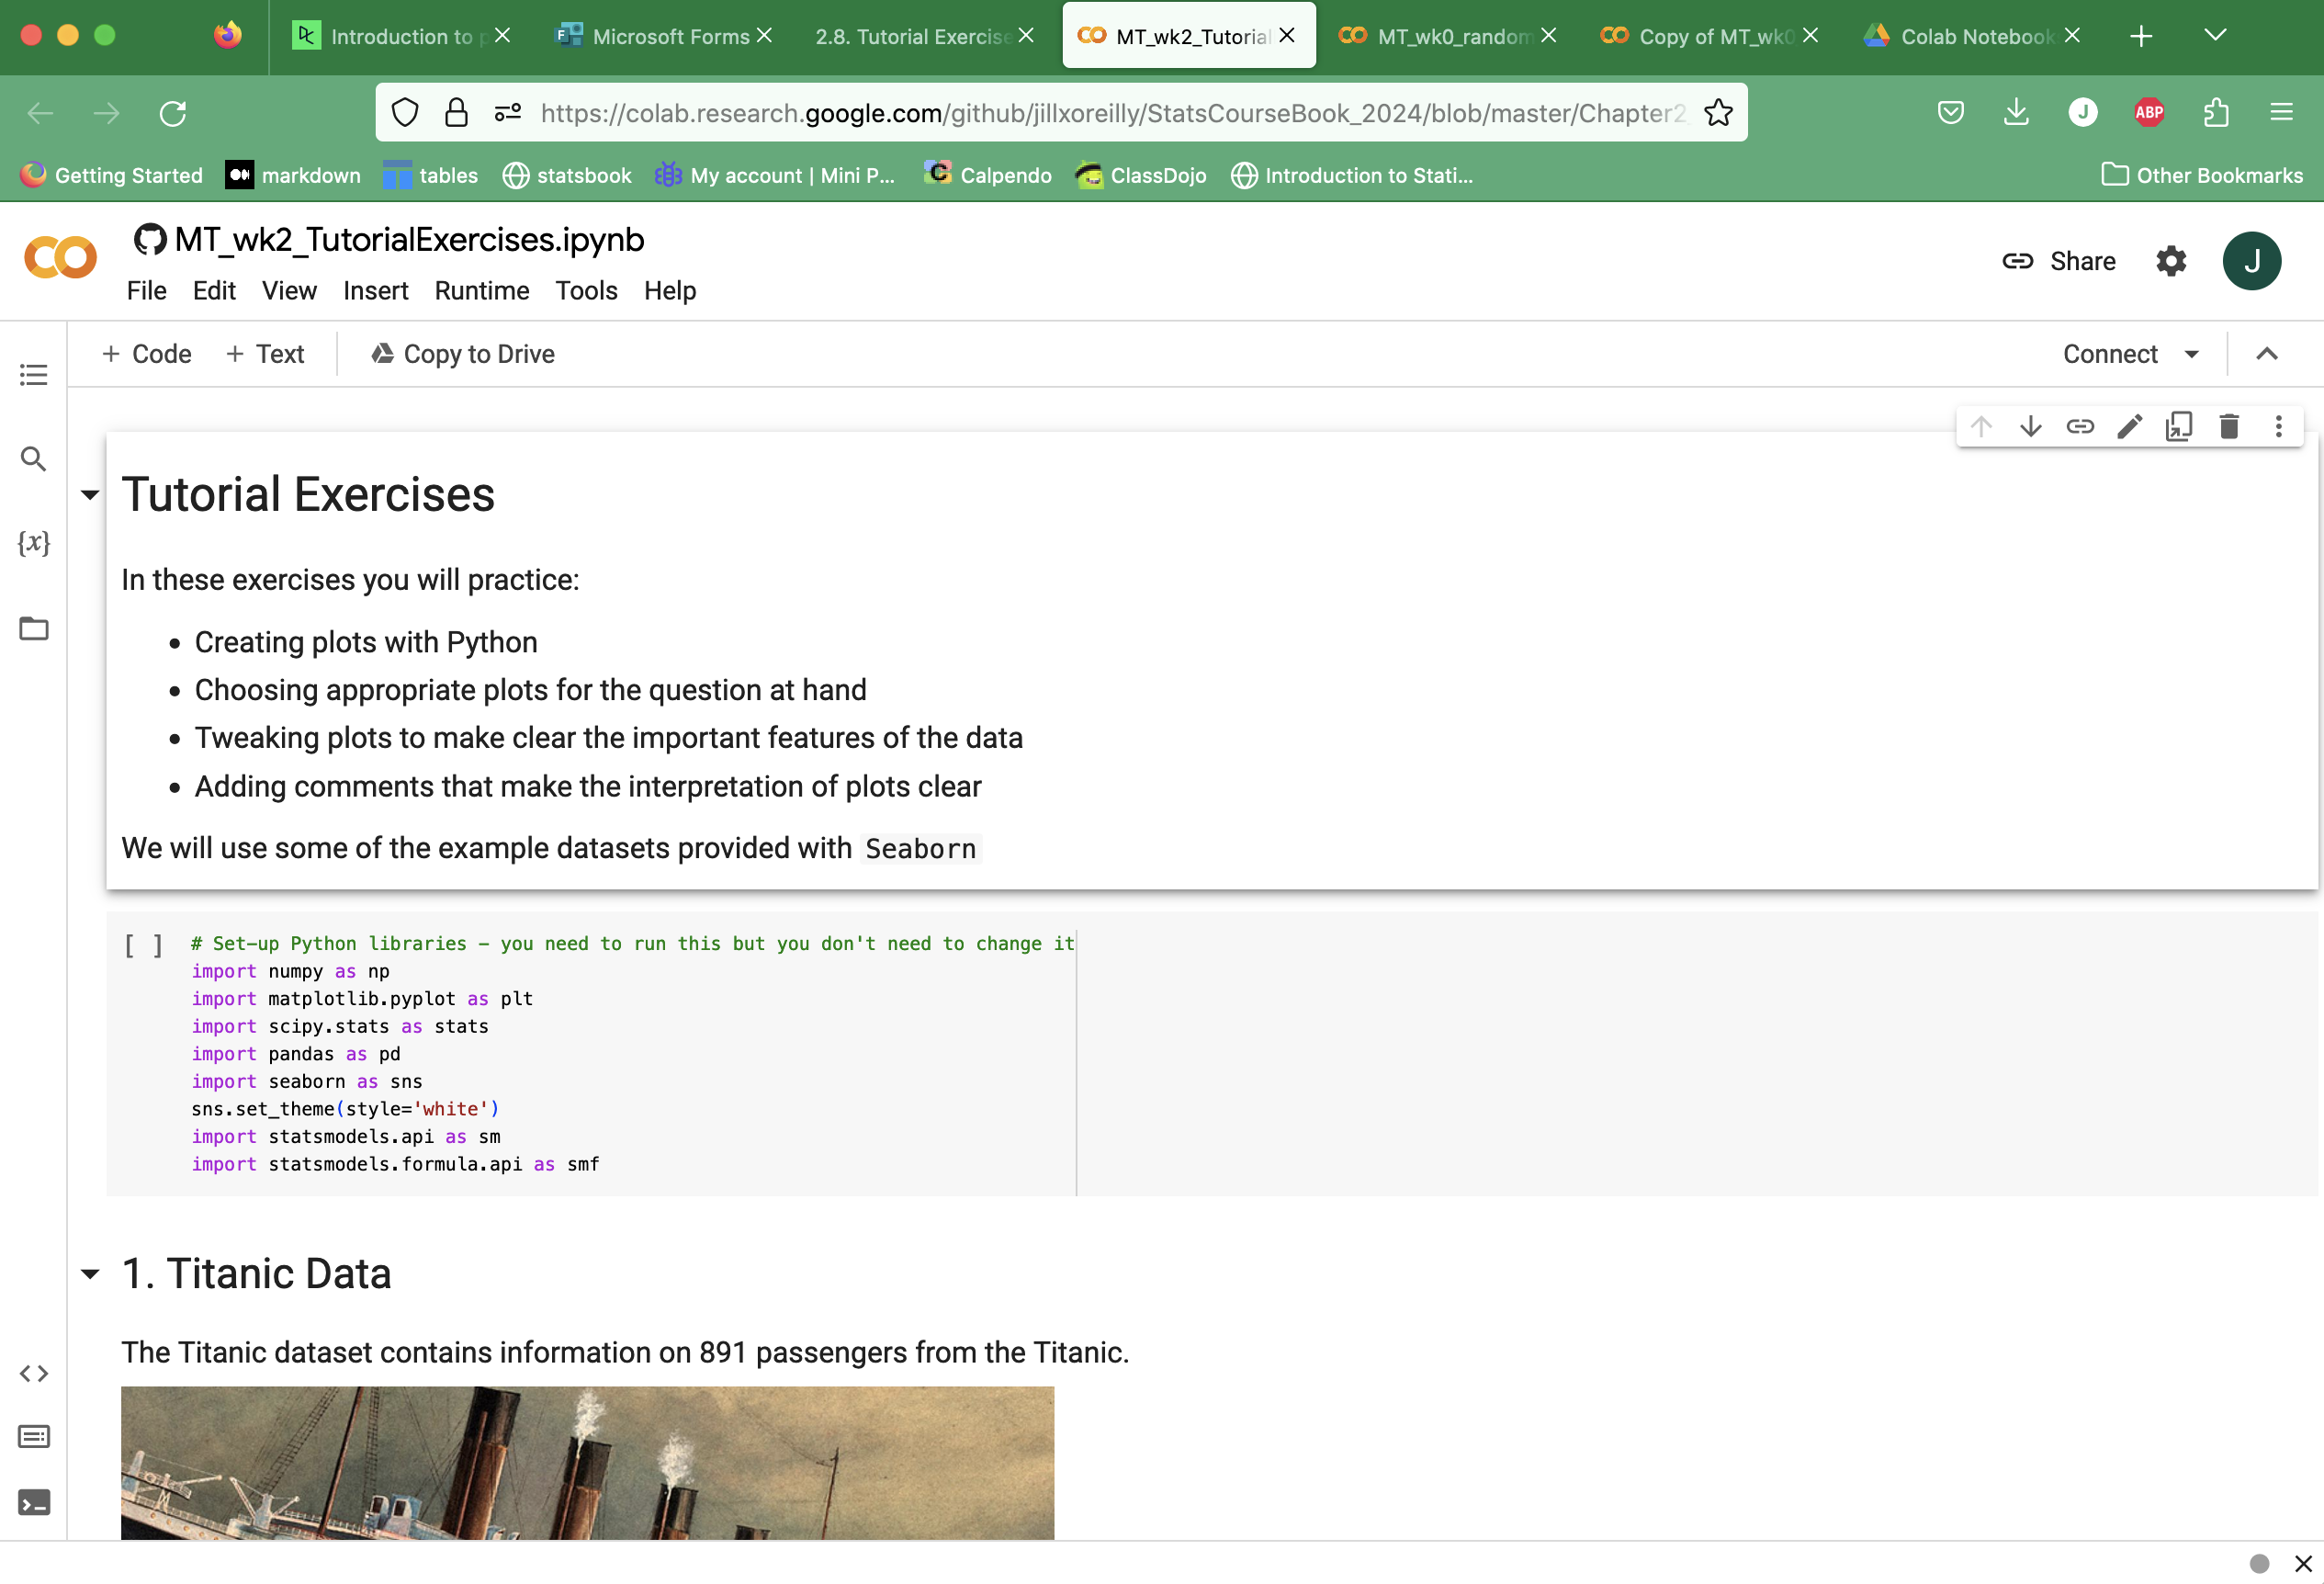 Introduction to p
Microsoft Forms
2.8. Tutorial Exercise
MT_wk2_Tutorial
MT_wk0_random
Copy of MT_wk0
Colab Notebook
https://colab.research.google.com/github/jillxoreilly/StatsCourseBook_2024/blob/master/Chapter2_
J
ABP
Getting Started
markdown
tables
statsbook
My account | Mini P...
Calpendo
ClassDojo
Introduction to Stati...
Other Bookmarks
MT_wk2_TutorialExercises.ipynb
File Edit View Insert Runtime Tools Help
Share
J
+ Code + Text Copy to Drive
Connect
Tutorial Exercises
{x}
In these exercises you will practice:
• Creating plots with Python
• Choosing appropriate plots for the question at hand
• Tweaking plots to make clear the important features of the data
• Adding comments that make the interpretation of plots clear
We will use some of the example datasets provided with Seaborn
[ ] # Set-up Python libraries - you need to run this but you don't need to change it
import numpy as np
import matplotlib.pyplot as plt
import scipy.stats as stats
import pandas as pd
import seaborn as sns
sns.set_theme(style='white')
import statsmodels.api as sm
import statsmodels.formula.api as smf
1. Titanic Data
The Titanic dataset contains information on 891 passengers from the Titanic.